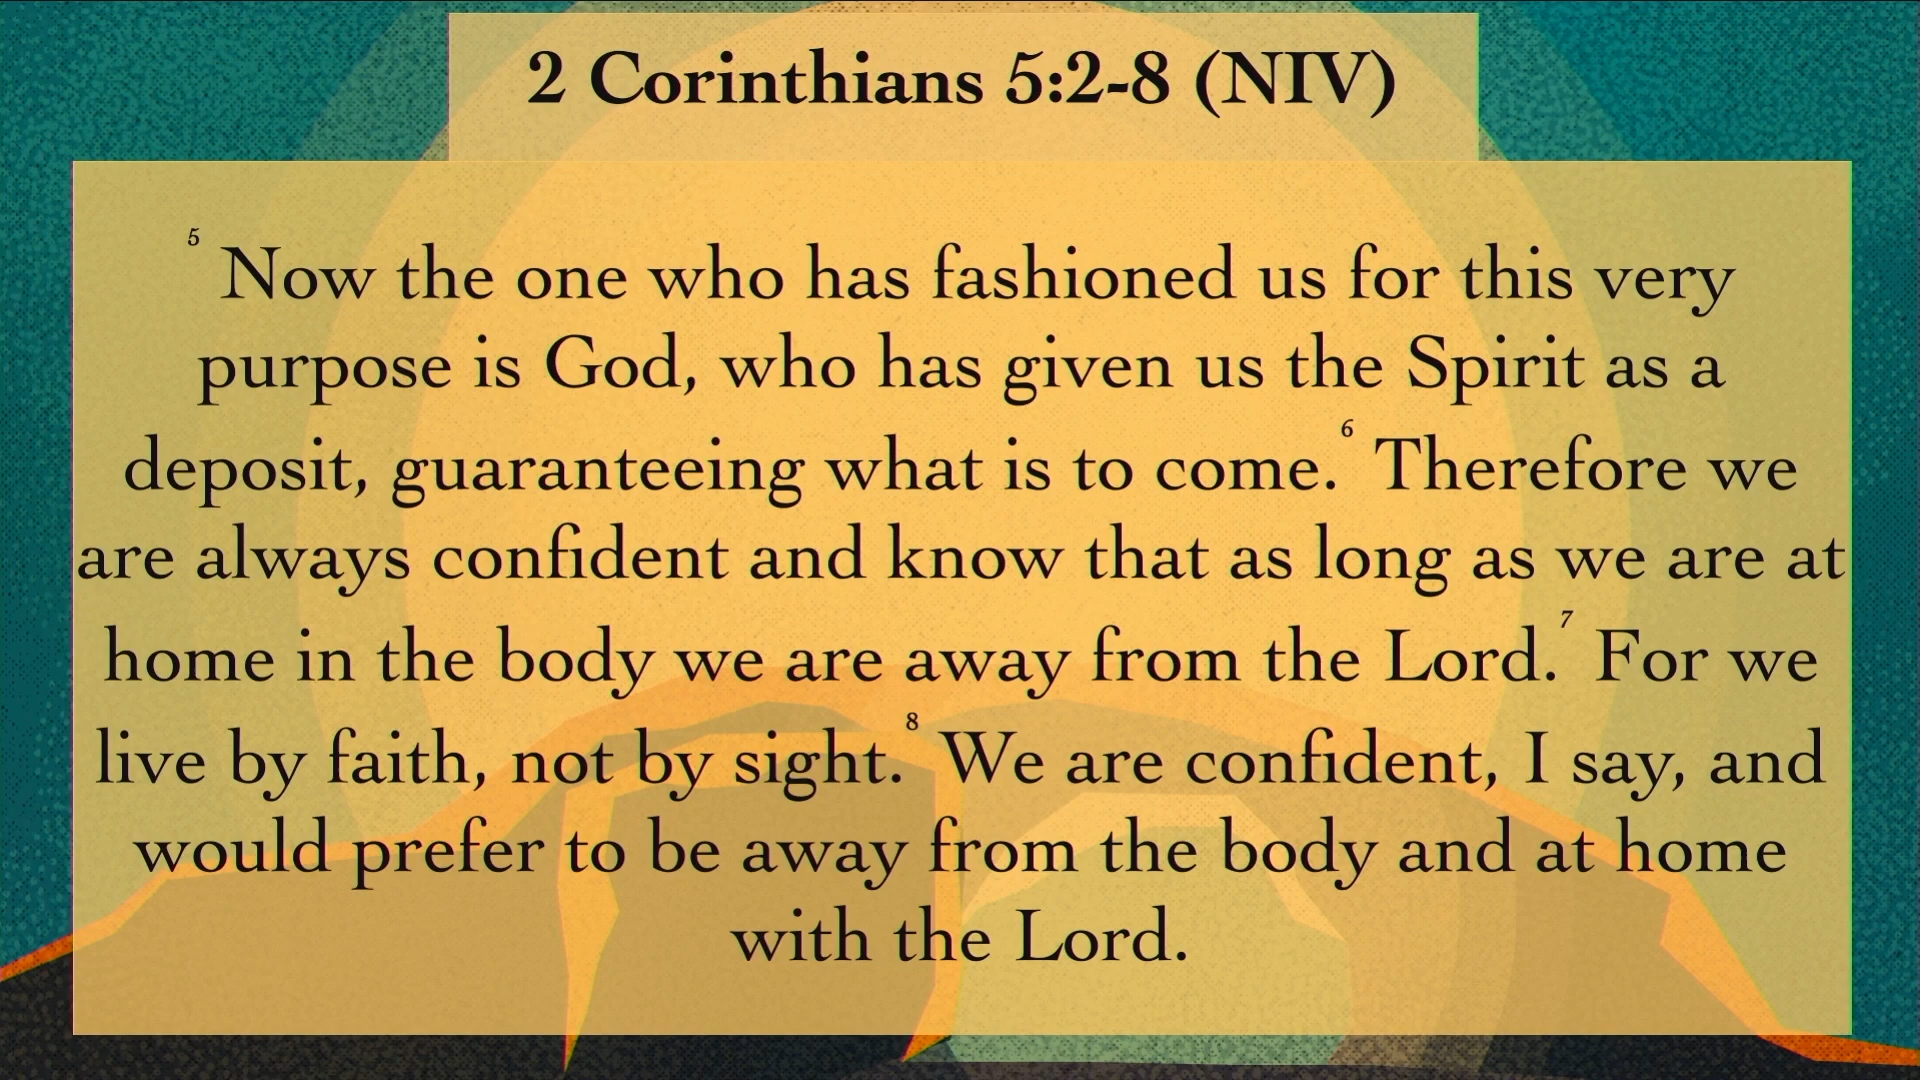 2 Corinthians 5:2-8 (NIV)
5 Now the one who has fashioned us for this very
purpose is God, who has given us the Spirit as a
deposit, guaranteeing what is to come. 6 Therefore we
are always confident and know that as long as we are at
home in the body we are away from the Lord. 7 For we
live by faith, not by sight. 8 We are confident, I say, and
would prefer to be away from the body and at home
with the Lord.